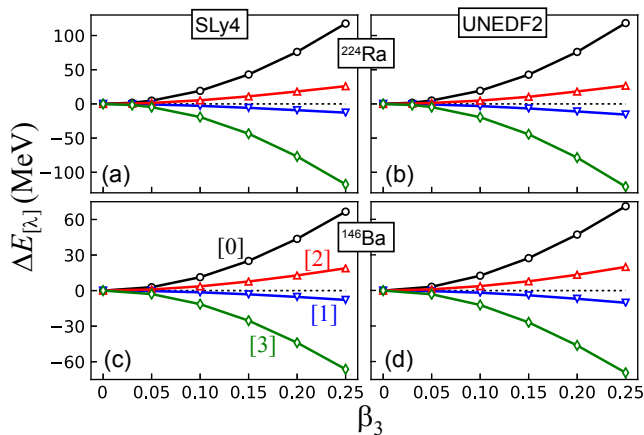 SLy4
UNEDF2
²²⁴Ra
¹⁴⁶Ba
ΔE[λ] (MeV)
100
50
0
−50
−100
(a)
(b)
60
30
0
−30
−60
[0]
[2]
[1]
[3]
(c)
(d)
0 0.05 0.10 0.15 0.20 0.25
0 0.05 0.10 0.15 0.20 0.25
β₃